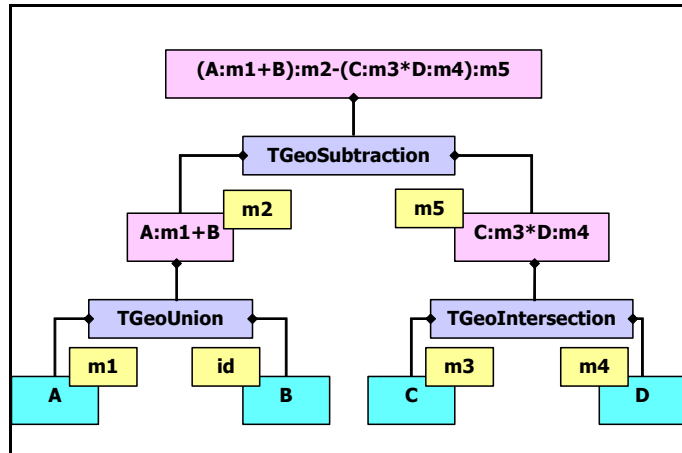 (A:m1+B):m2-(C:m3*D:m4):m5
TGeoSubtraction
m2
m5
A:m1+B
C:m3*D:m4
TGeoUnion
TGeoIntersection
m1
id
m3
m4
A
B
C
D